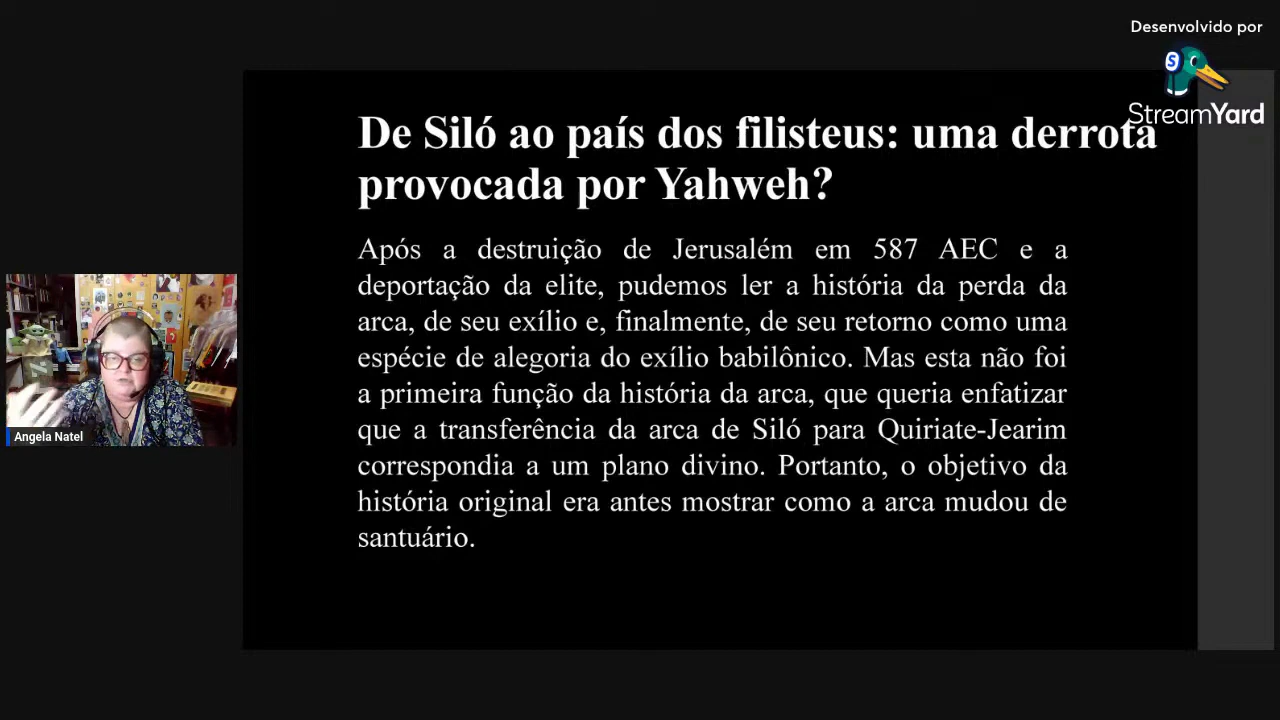 Desenvolvido por
StreamYard
De Siló ao país dos filisteus: uma derrota
provocada por Yahweh?
Após a destruição de Jerusalém em 587 AEC e a
deportação da elite, pudemos ler a história da perda da
arca, de seu exílio e, finalmente, de seu retorno como uma
espécie de alegoria do exílio babilônico. Mas esta não foi
a primeira função da história da arca, que queria enfatizar
que a transferência da arca de Siló para Quiriate-Jearim
correspondia a um plano divino. Portanto, o objetivo da
história original era antes mostrar como a arca mudou de
santuário.
Angela Natel